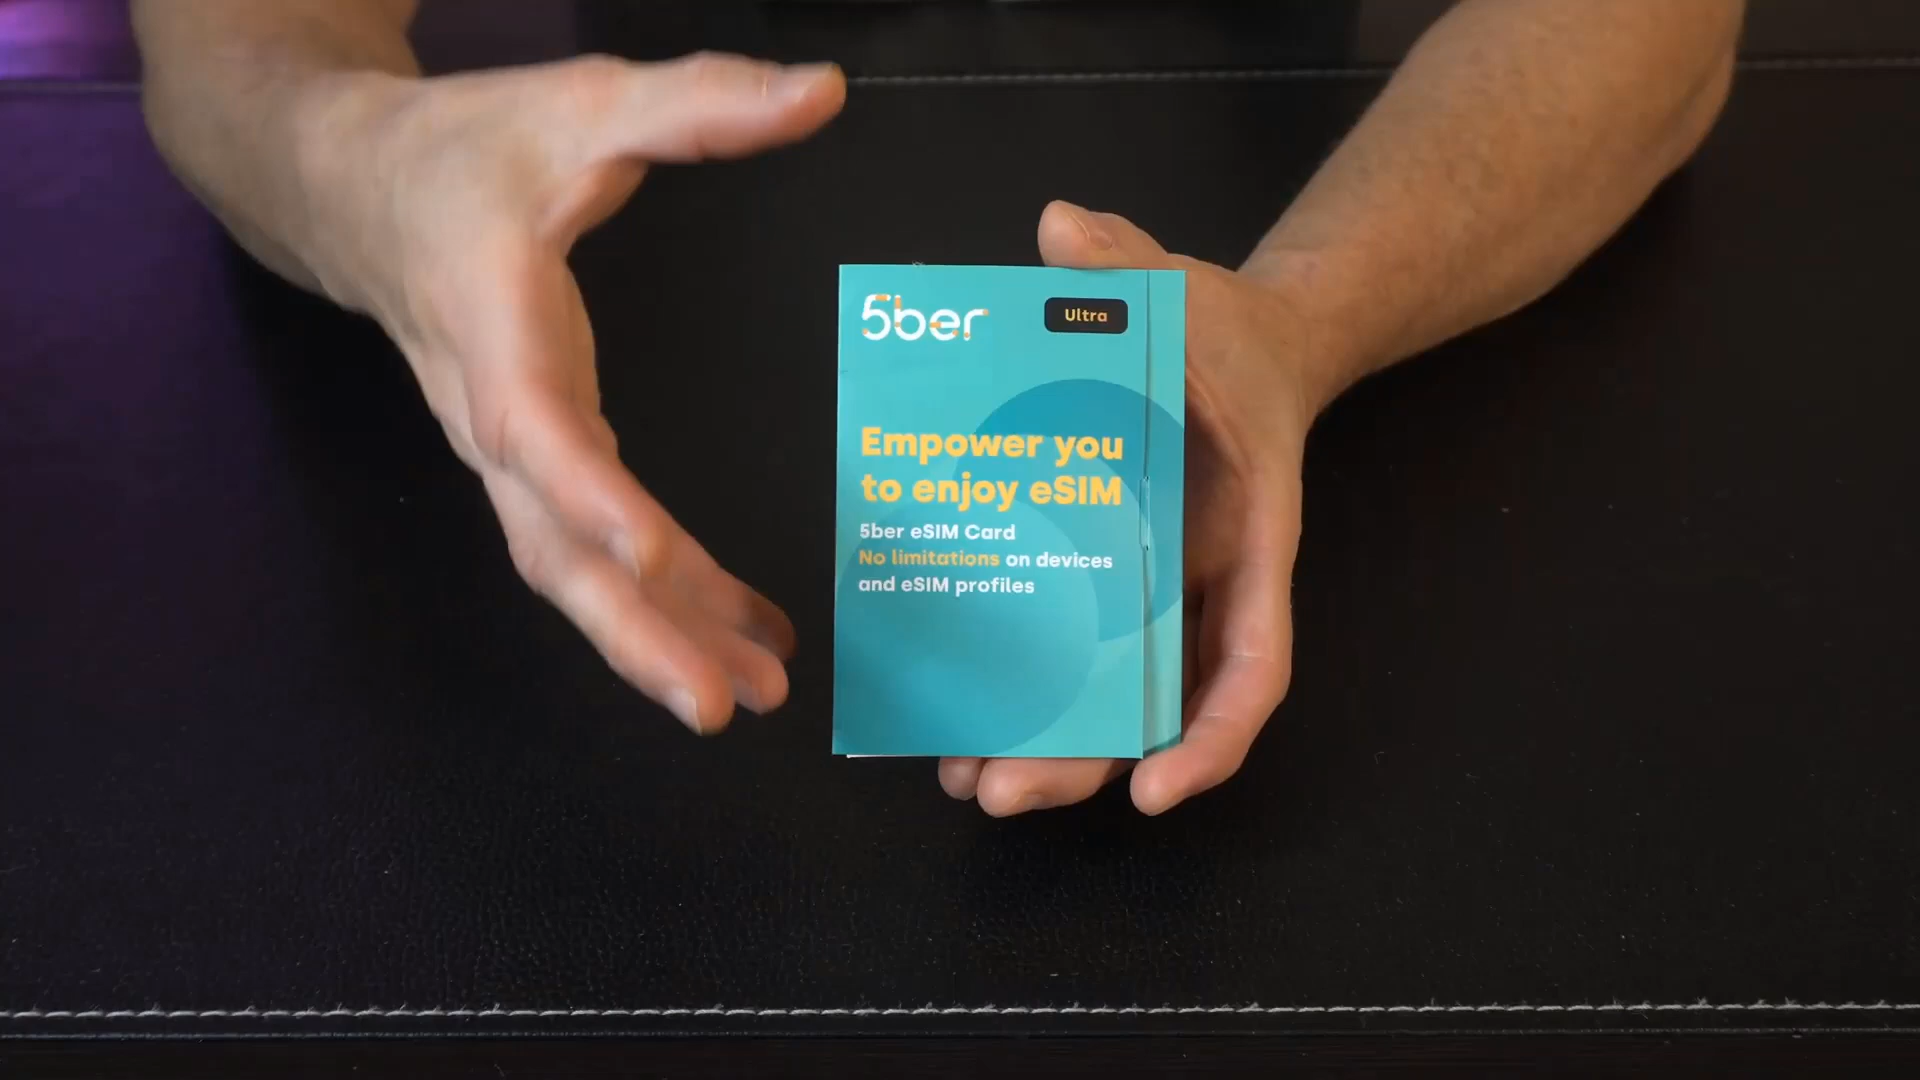 5ber
Ultra
Empower you
to enjoy eSIM
5ber eSIM Card
No limitations on devices
and eSIM profiles